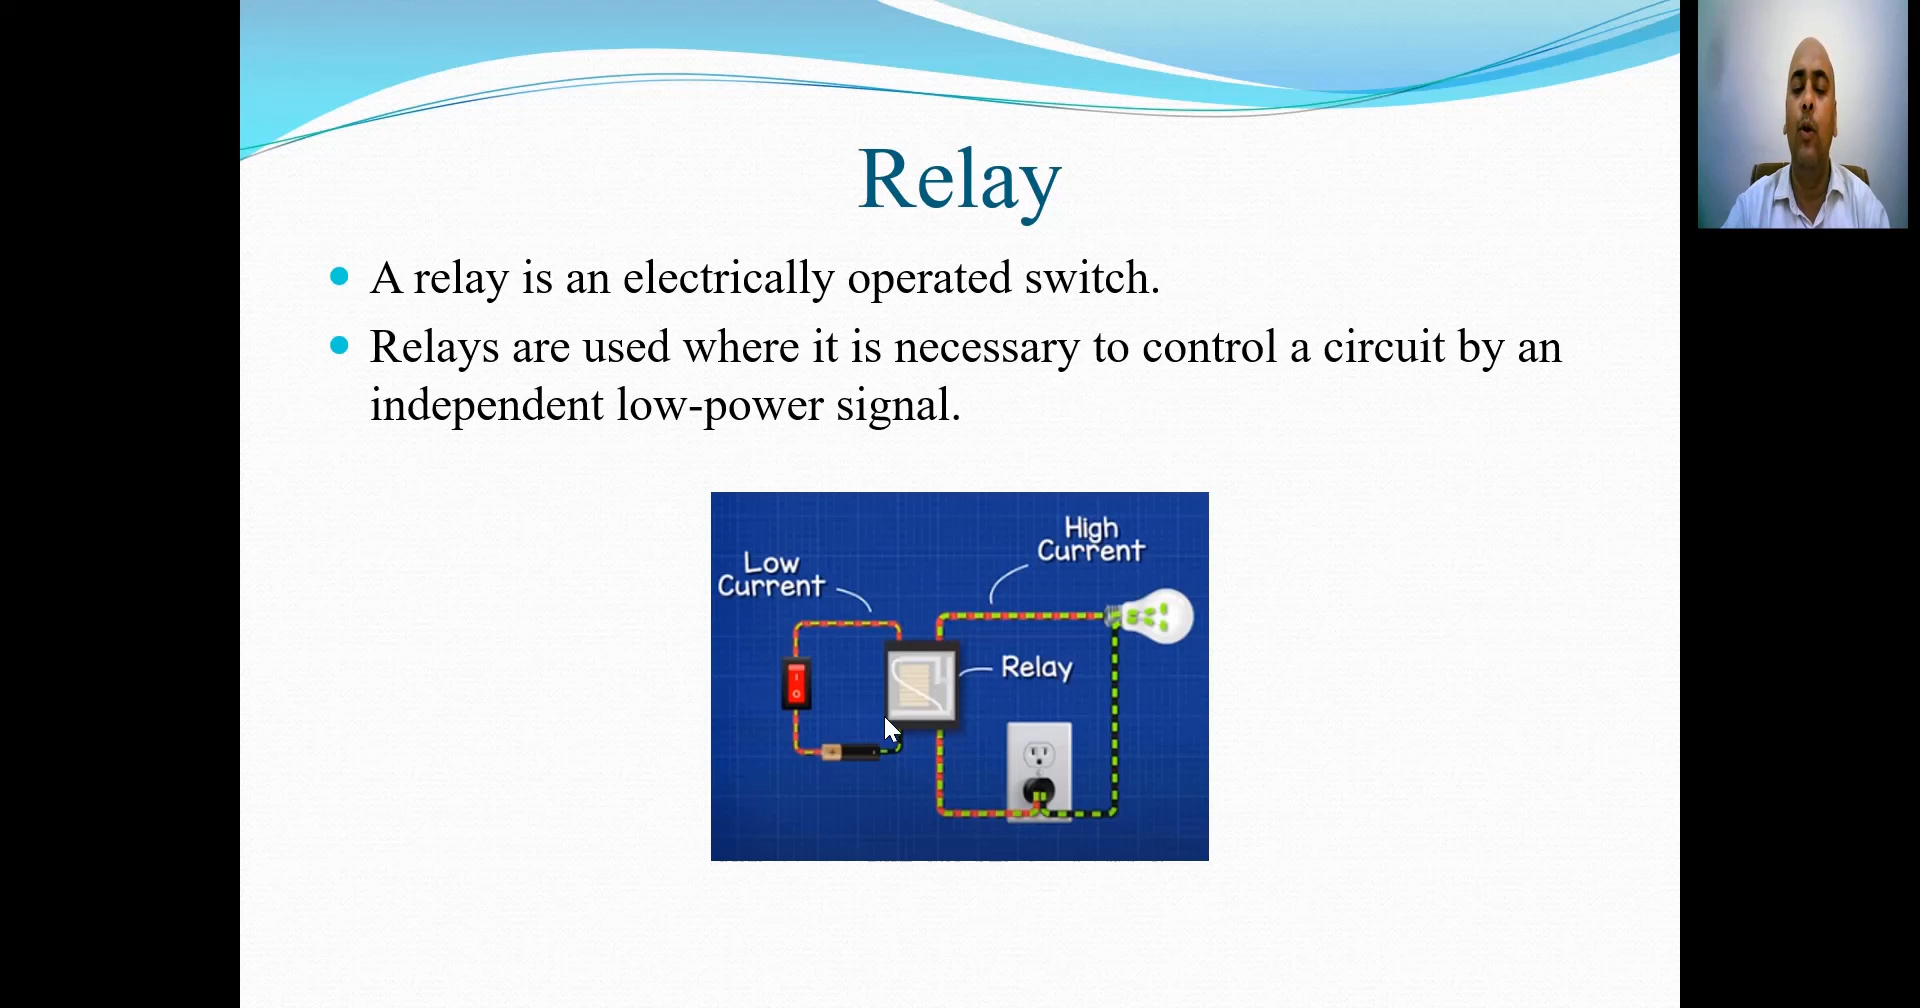 Relay
A relay is an electrically operated switch.
Relays are used where it is necessary to control a circuit by an
independent low-power signal.
High
Current
Low
Current
Relay